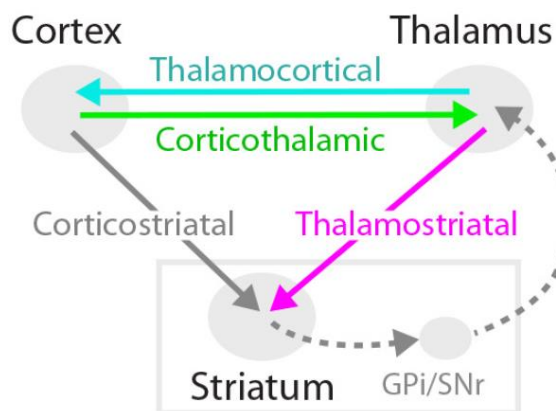 Cortex
Thalamus
Thalamocortical
Corticothalamic
Corticostriatal
Thalamostriatal
Striatum
GPi/SNr